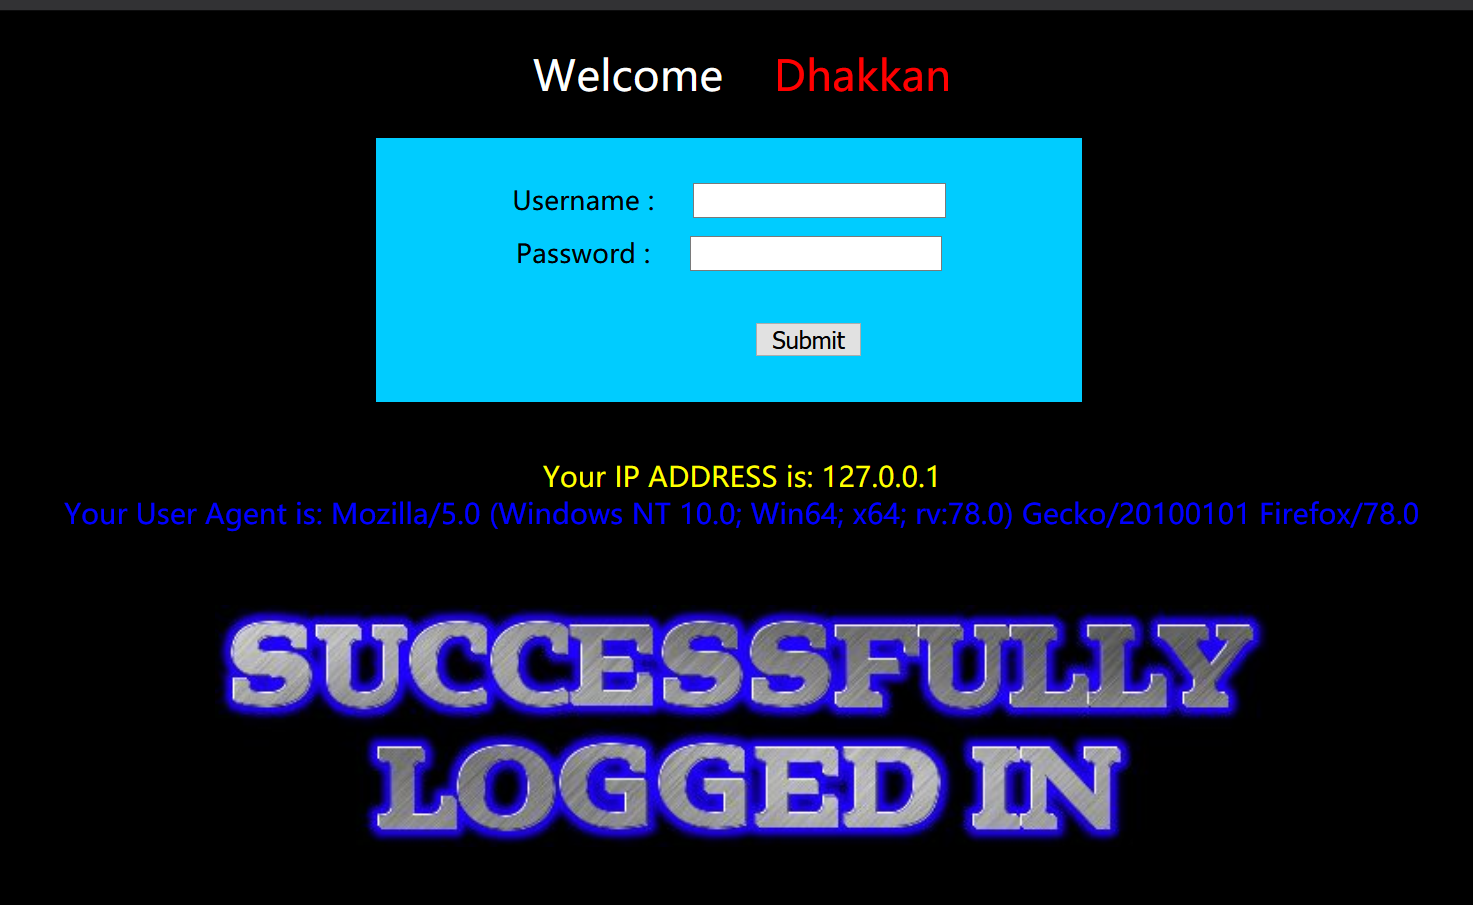 Welcome Dhakkan
Username :
Password :
Submit
Your IP ADDRESS is: 127.0.0.1
Your User Agent is: Mozilla/5.0 (Windows NT 10.0; Win64; x64; rv:78.0) Gecko/20100101 Firefox/78.0
SUCCESSFULLY
LOGGED IN